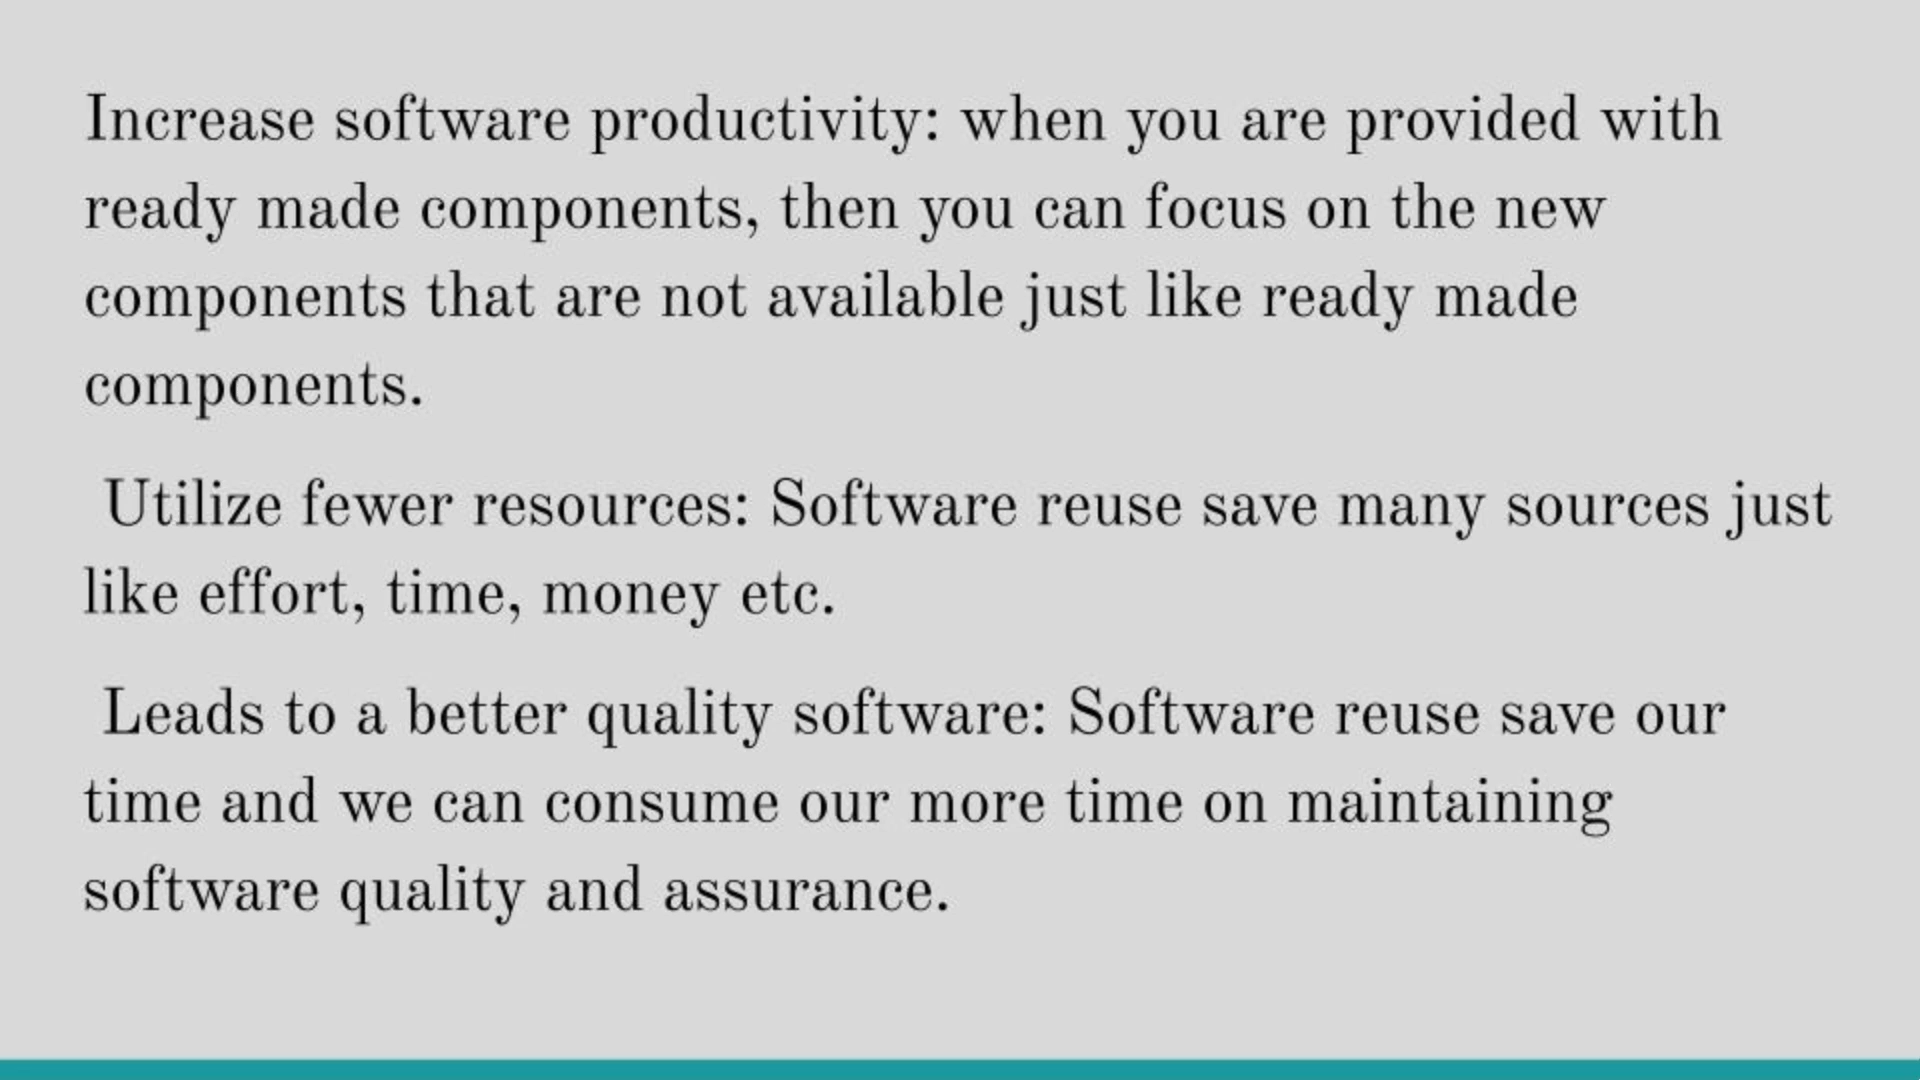 Increase software productivity: when you are provided with
ready made components, then you can focus on the new
components that are not available just like ready made
components.
Utilize fewer resources: Software reuse save many sources just
like effort, time, money etc.
Leads to a better quality software: Software reuse save our
time and we can consume our more time on maintaining
software quality and assurance.